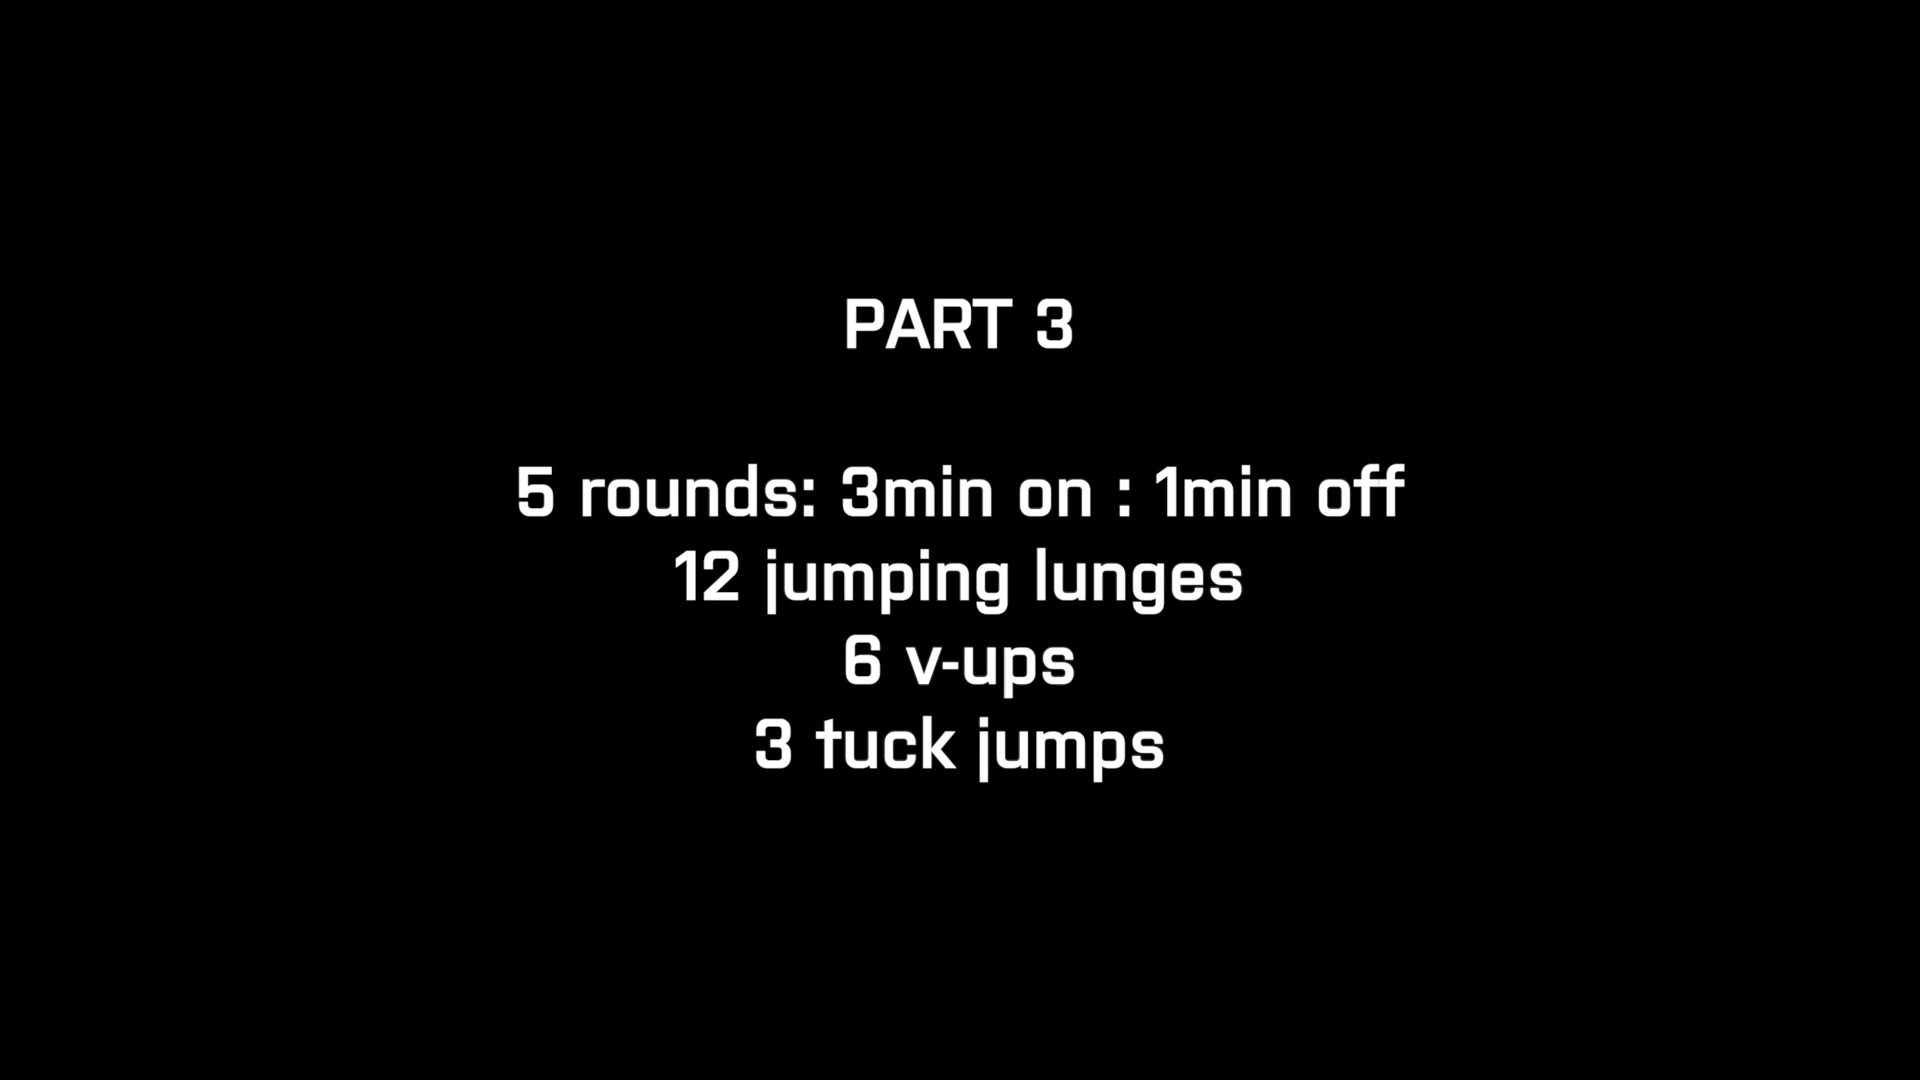 PART 3
5 rounds: 3min on : 1min off
12 jumping lunges
6 v-ups
3 tuck jumps